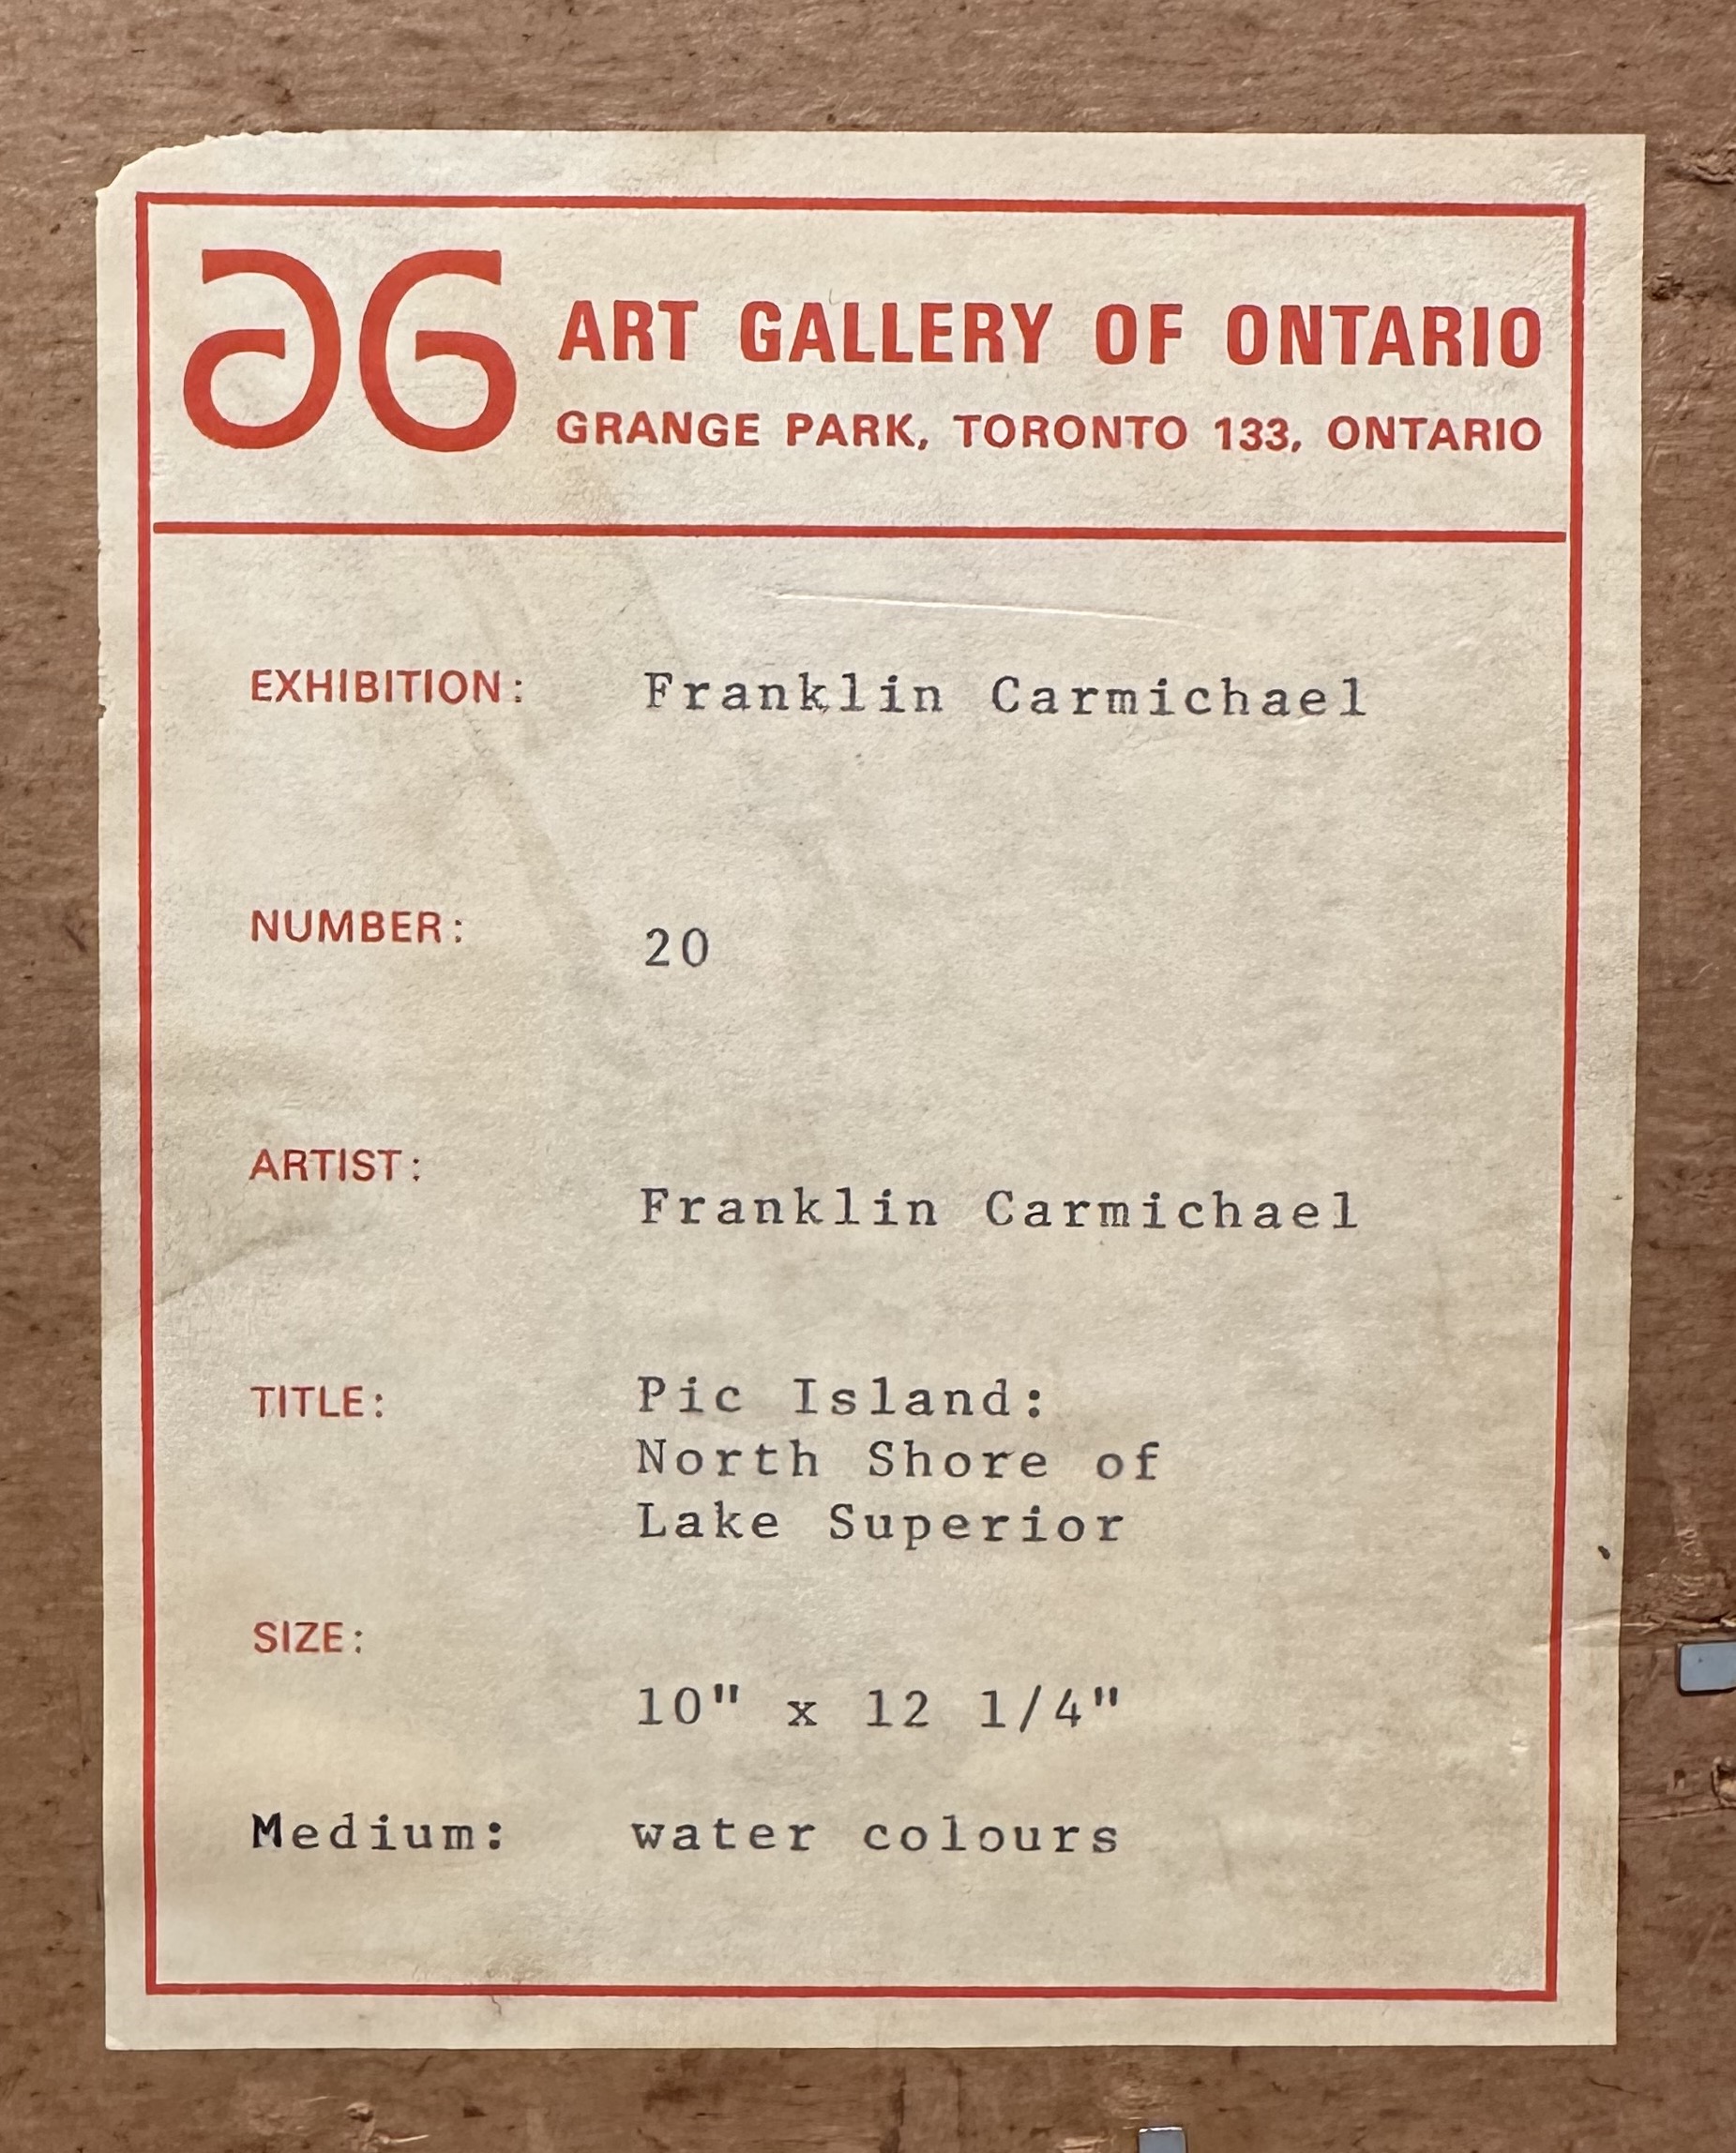 aG ART GALLERY OF ONTARIO
GRANGE PARK, TORONTO 133, ONTARIO
EXHIBITION: Franklin Carmichael
NUMBER: 20
ARTIST: Franklin Carmichael
TITLE: Pic Island:
North Shore of
Lake Superior
SIZE: 10" x 12 1/4"
Medium: water colours